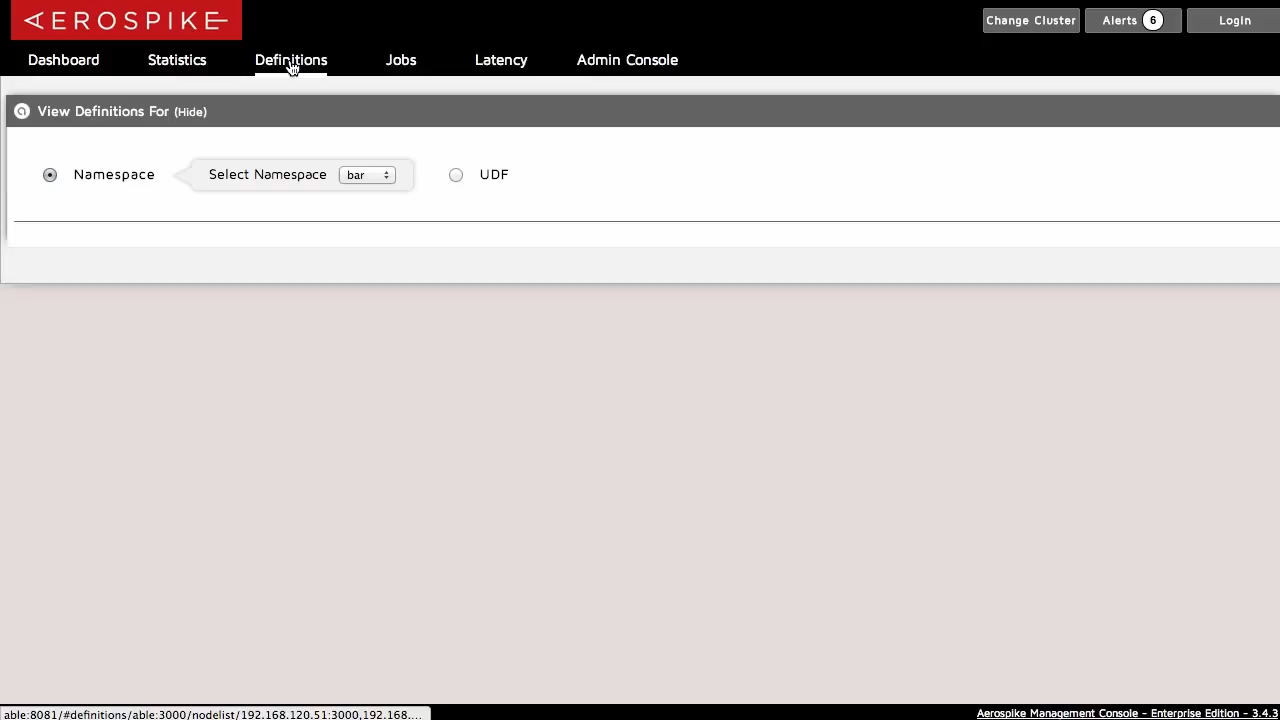 AEROSPIKE
Change Cluster Alerts 6 Login
Dashboard Statistics Definitions Jobs Latency Admin Console
View Definitions For (Hide)
Namespace Select Namespace bar UDF
able:8081/#definitions/able:3000/nodelist/192.168.120.51:3000,192.168....
Aerospike Management Console - Enterprise Edition - 3.4.3